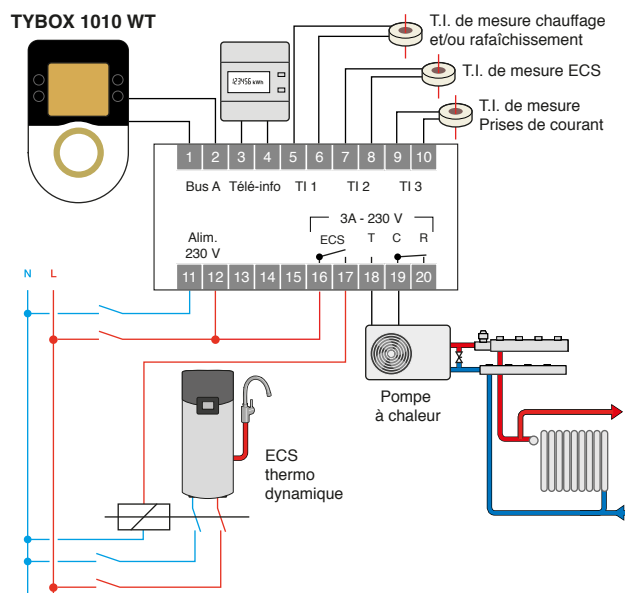 TYBOX 1010 WT
T.I. de mesure chauffage
et/ou rafaîchissement
123456 kWh
T.I. de mesure ECS
T.I. de mesure
Prises de courant
1 2 3 4 5 6 7 8 9 10
Bus A Télé-info TI 1 TI 2 TI 3
3A - 230 V
Alim.
230 V
ECS T C R
11 12 13 14 15 16 17 18 19 20
N L
Pompe
à chaleur
ECS
thermo
dynamique